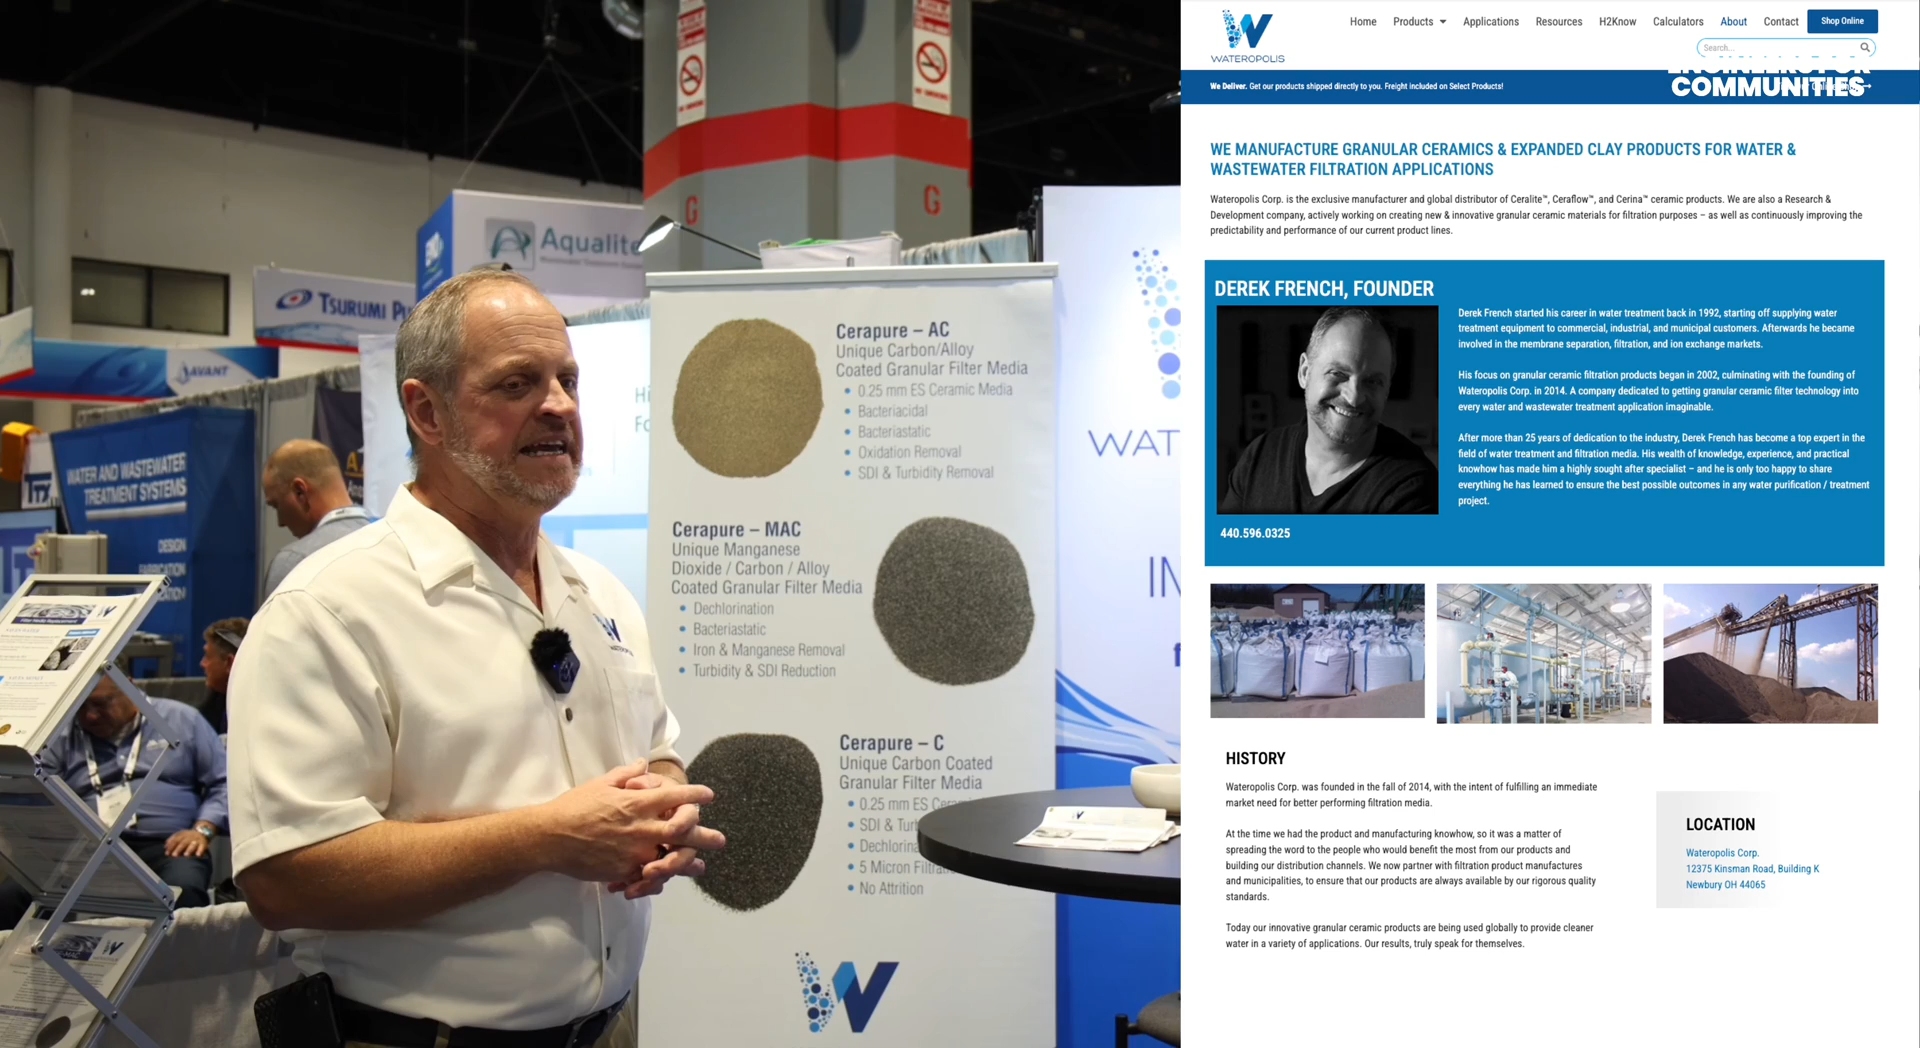 Aqualite
TSURUMI PU
AVANT
WATER AND WASTEWATER
TREATMENT SYSTEMS
DESIGN
FABRICATION
G
G
Cerapure – AC
Unique Carbon/Alloy
Coated Granular Filter Media
• 0.25 mm ES Ceramic Media
• Bacteriacidal
• Bacteriastatic
• Oxidation Removal
• SDI & Turbidity Removal
Cerapure – MAC
Unique Manganese
Dioxide / Carbon / Alloy
Coated Granular Filter Media
• Dechlorination
• Bacteriastatic
• Iron & Manganese Removal
• Turbidity & SDI Reduction
Cerapure – C
Unique Carbon Coated
Granular Filter Media
• 0.25 mm ES Cera
• SDI & Turb
• Dechlorina
• 5 Micron Filtra
• No Attrition
WAT
W
WATEROPOLIS
Home Products Applications Resources H2Know Calculators About Contact Shop Online
Search...
We Deliver. Get our products shipped directly to you. Freight included on Select Products!
COMMUNITIES
WE MANUFACTURE GRANULAR CERAMICS & EXPANDED CLAY PRODUCTS FOR WATER &
WASTEWATER FILTRATION APPLICATIONS
Wateropolis Corp. is the exclusive manufacturer and global distributor of Ceralite™, Ceraflow™, and Cerina™ ceramic products. We are also a Research &
Development company, actively working on creating new & innovative granular ceramic materials for filtration purposes – as well as continuously improving the
predictability and performance of our current product lines.
DEREK FRENCH, FOUNDER
Derek French started his career in water treatment back in 1992, starting off supplying water
treatment equipment to commercial, industrial, and municipal customers. Afterwards he became
involved in the membrane separation, filtration, and ion exchange markets.
His focus on granular ceramic filtration products began in 2002, culminating with the founding of
Wateropolis Corp. in 2014. A company dedicated to getting granular ceramic filter technology into
every water and wastewater treatment application imaginable.
After more than 25 years of dedication to the industry, Derek French has become a top expert in the
field of water treatment and filtration media. His wealth of knowledge, experience, and practical
knowhow has made him a highly sought after specialist – and he is only too happy to share
everything he has learned to ensure the best possible outcomes in any water purification / treatment
project.
440.596.0325
HISTORY
Wateropolis Corp. was founded in the fall of 2014, with the intent of fulfilling an immediate
market need for better performing filtration media.
At the time we had the product and manufacturing knowhow, so it was a matter of
spreading the word to the people who would benefit the most from our products and
building our distribution channels. We now partner with filtration product manufactures
and municipalities, to ensure that our products are always available by our rigorous quality
standards.
Today our innovative granular ceramic products are being used globally to provide cleaner
water in a variety of applications. Our results, truly speak for themselves.
LOCATION
Wateropolis Corp.
12375 Kinsman Road, Building K
Newbury OH 44065